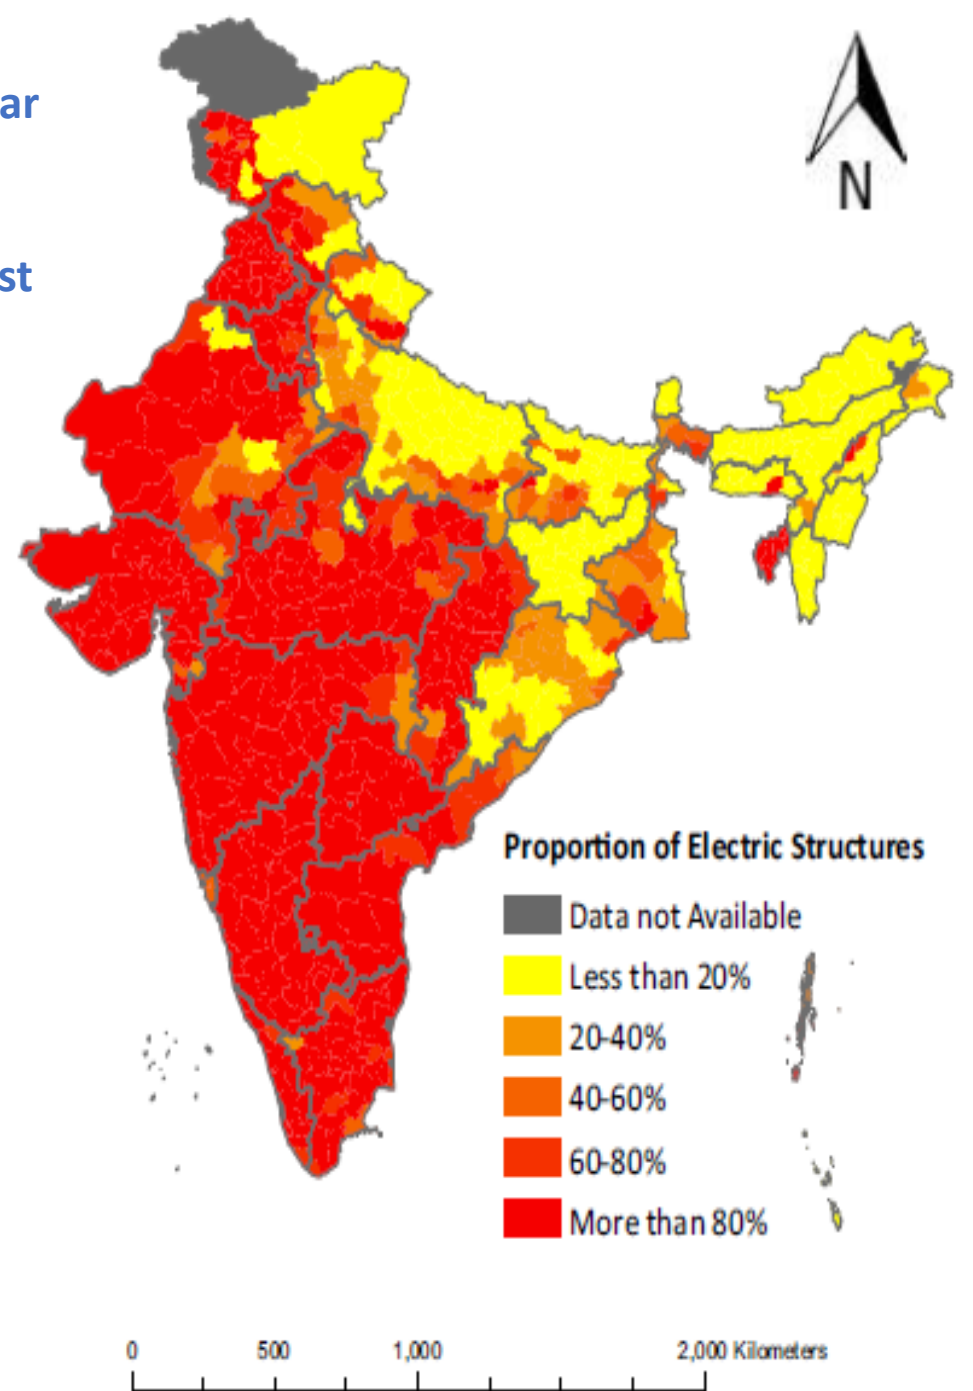 ar
st
N
Proportion of Electric Structures
Data not Available
Less than 20%
20-40%
40-60%
60-80%
More than 80%
0 500 1,000 2,000 Kilometers